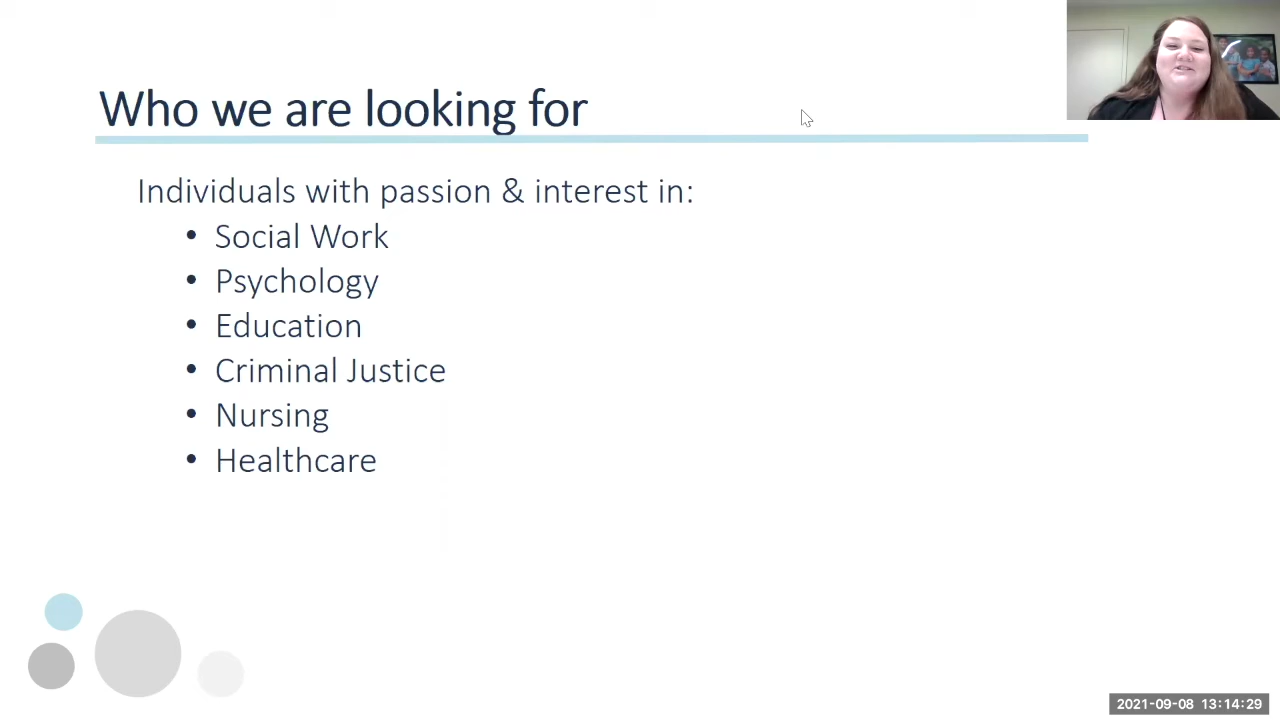 Who we are looking for
Individuals with passion & interest in:
• Social Work
• Psychology
• Education
• Criminal Justice
• Nursing
• Healthcare
2021-09-08 13:14:29